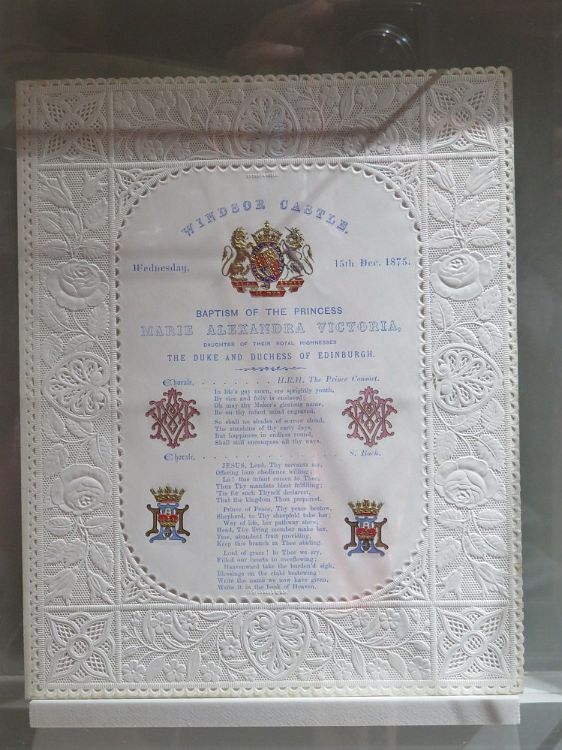 WINDSOR CASTLE.
Wednesday, 15th Dec. 1875.
BAPTISM OF THE PRINCESS
MARIE ALEXANDRA VICTORIA,
DAUGHTER OF THEIR ROYAL HIGHNESSES
THE DUKE AND DUCHESS OF EDINBURGH.
Chorale, . . . . . . . . H.R.H. The Prince Consort.
In life's gay morn, ere sprightly youth,
By vice and folly is enslaved;
Oh may thy Maker's glorious name,
Be on thy infant mind engraved,
So shall no shades of sorrow cloud,
The sunshine of thy early days,
But happiness in endless round,
Shall still encompass all thy ways.
Chorale, . . . . . . . . S. Bach.
JESUS, Lord, Thy servants see,
Offering here obedience willing;
Lo! this infant comes to Thee,
Thus Thy mandate blest fulfilling;
'Tis for such Thyself declarest,
That the kingdom Thou preparest.
Prince of Peace, Thy peace bestow,
Shepherd, to Thy sheepfold take her;
Way of life, her pathway show;
Head, Thy living member make her,
Vine, abundant fruit providing,
Keep this branch in Thee abiding.
Lord of grace! to Thee we cry,
Filled our hearts to overflowing;
Heavenward take the burden'd sigh,
Blessings on the child bestowing;
Write the name we now have given,
Write it in the book of Heaven.